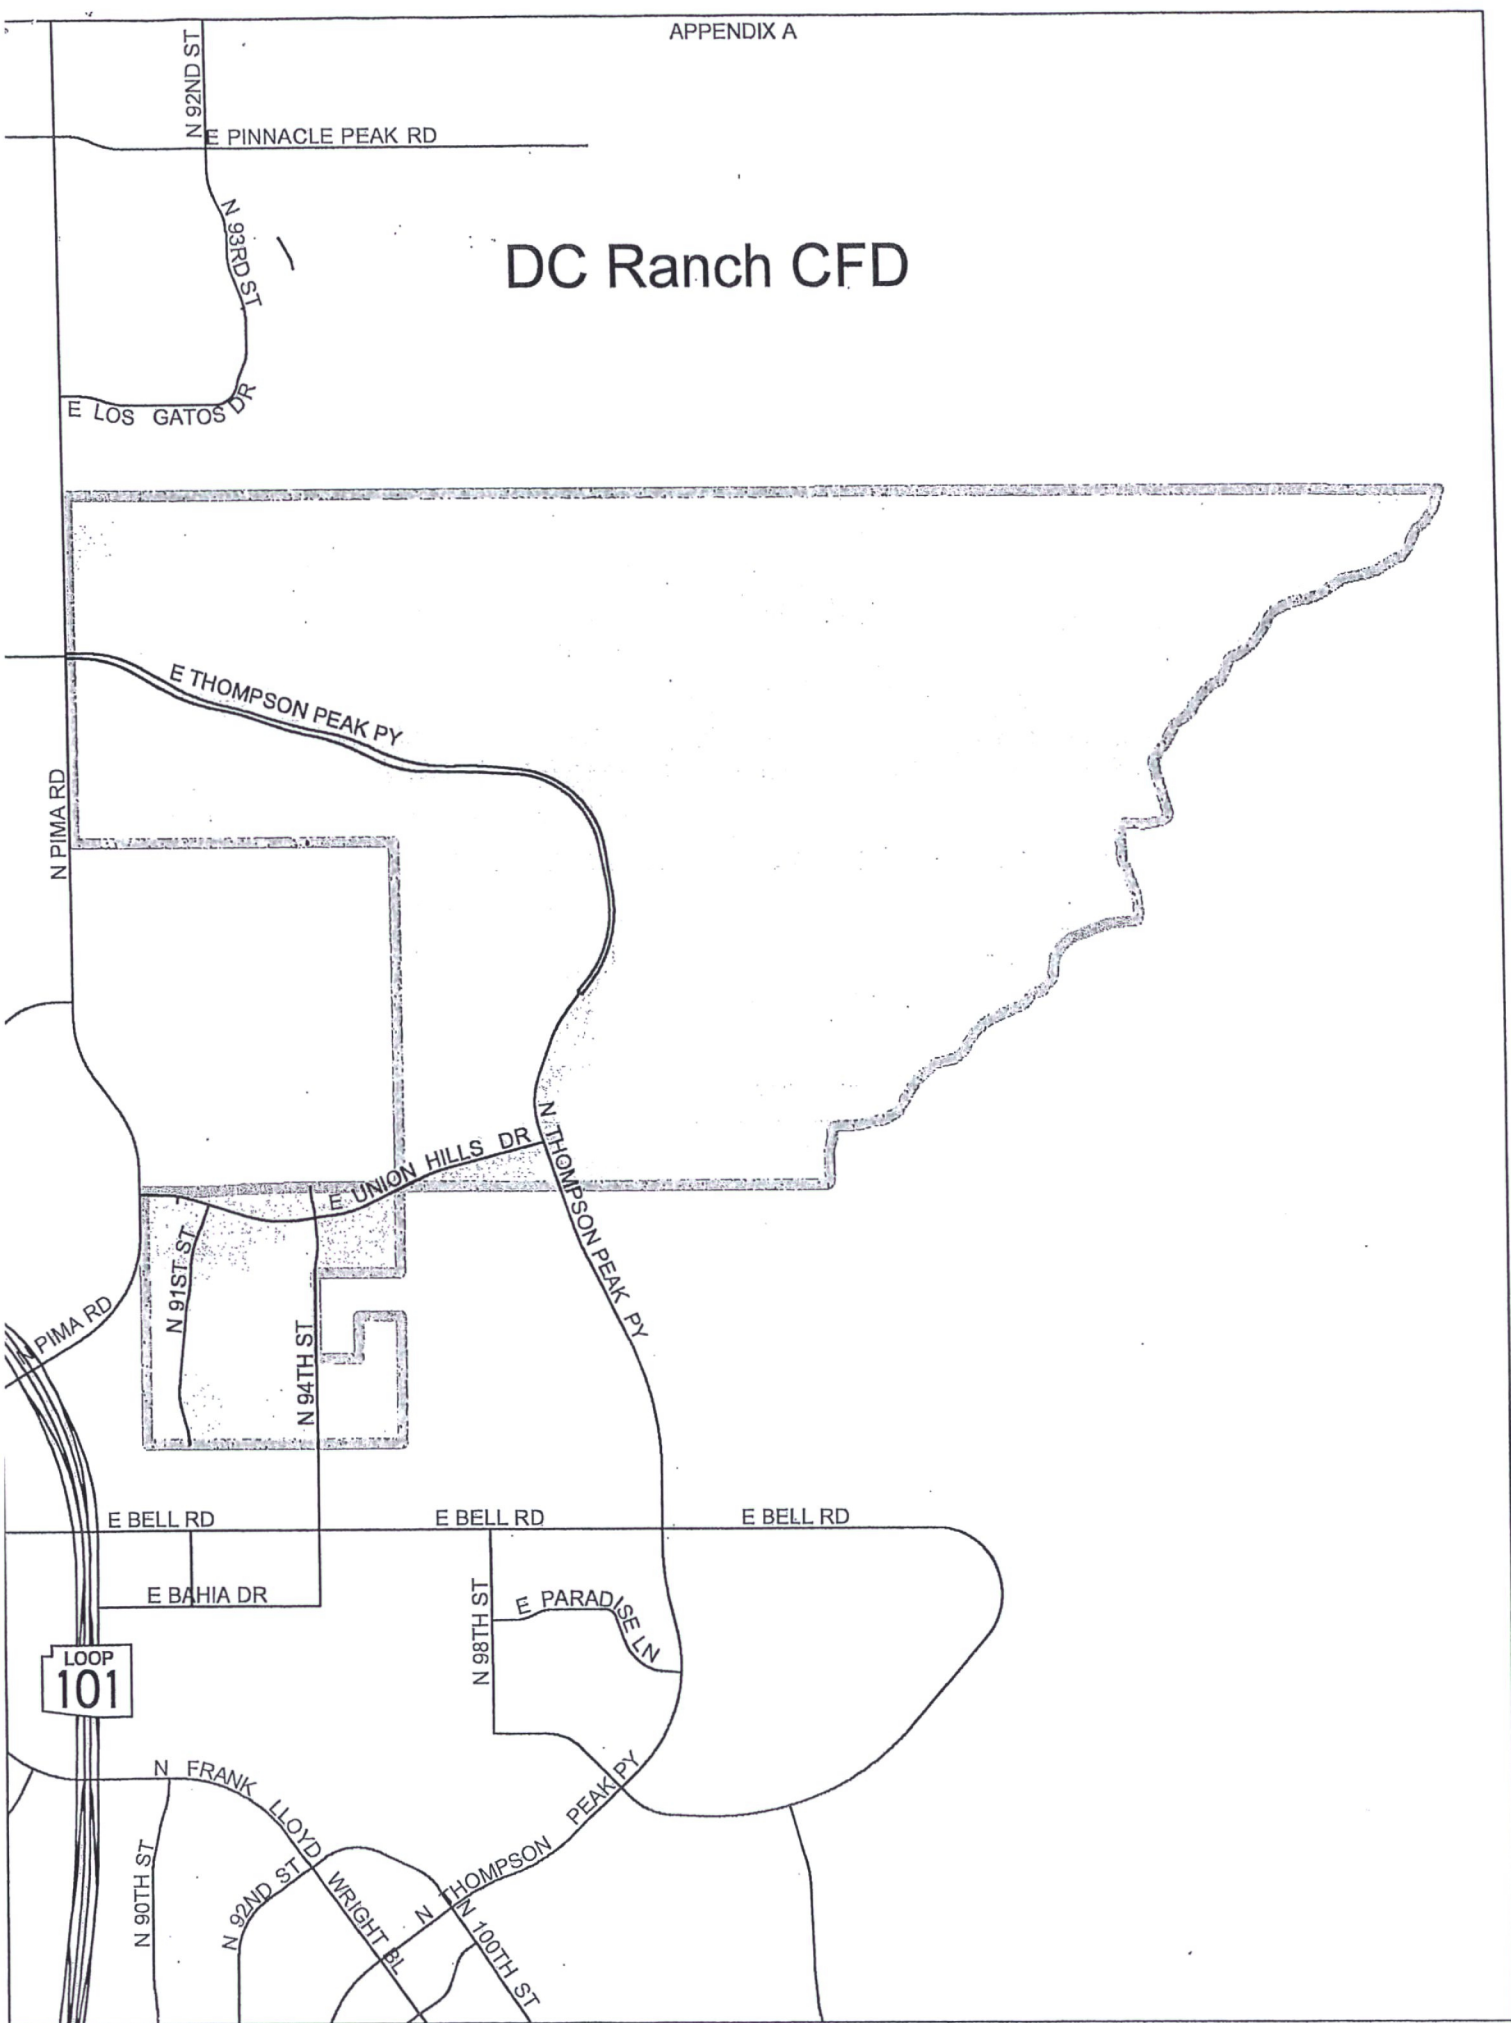 APPENDIX A
N 92ND ST
E PINNACLE PEAK RD
N 93RD ST
DC Ranch CFD
E LOS GATOS DR
E THOMPSON PEAK PY
N PIMA RD
E UNION HILLS DR
N THOMPSON PEAK PY
N 91ST ST
N PIMA RD
N 94TH ST
E BELL RD
E BELL RD
E BELL RD
E BAHIA DR
N 98TH ST
E PARADISE LN
LOOP
101
N FRANK LLOYD WRIGHT BL
N THOMPSON PEAK PY
N 90TH ST
N 92ND ST
N 100TH ST